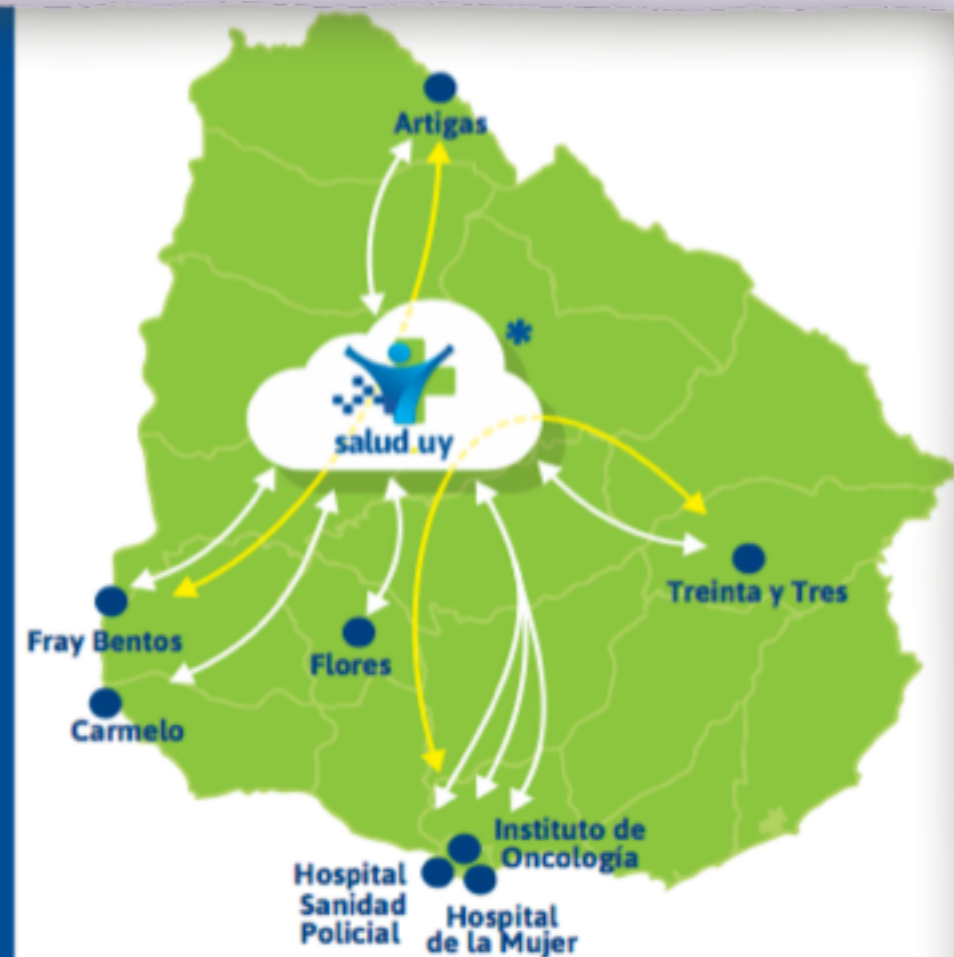 Artigas
*
salud.uy
Treinta y Tres
Fray Bentos
Flores
Carmelo
Instituto de
Oncología
Hospital
Sanidad
Policial
Hospital
de la Mujer